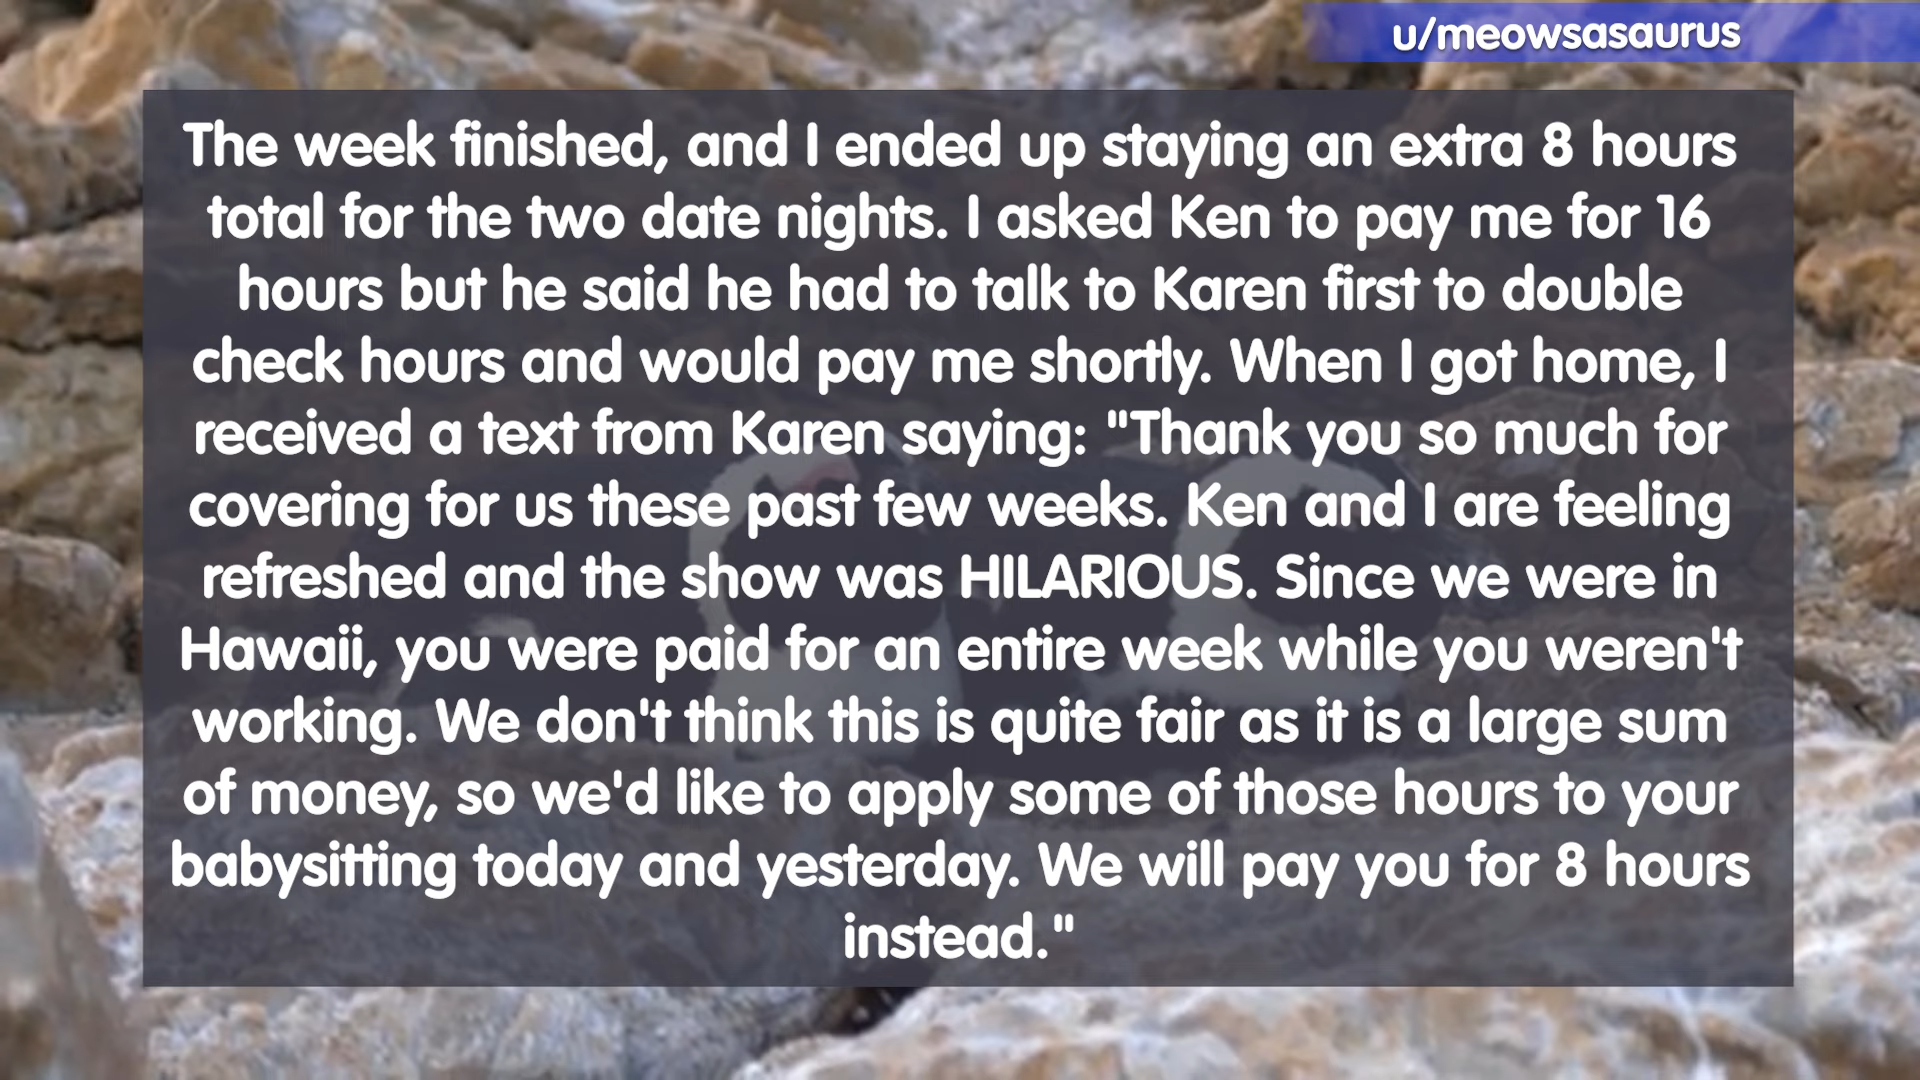 u/meowsasaurus
The week finished, and I ended up staying an extra 8 hours
total for the two date nights. I asked Ken to pay me for 16
hours but he said he had to talk to Karen first to double
check hours and would pay me shortly. When I got home, I
received a text from Karen saying: "Thank you so much for
covering for us these past few weeks. Ken and I are feeling
refreshed and the show was HILARIOUS. Since we were in
Hawaii, you were paid for an entire week while you weren't
working. We don't think this is quite fair as it is a large sum
of money, so we'd like to apply some of those hours to your
babysitting today and yesterday. We will pay you for 8 hours
instead."